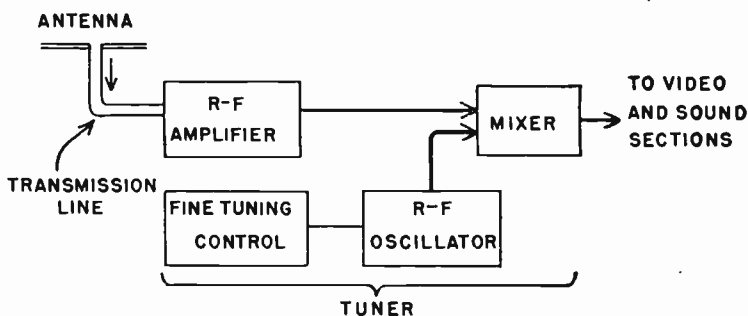 ANTENNA
R-F
AMPLIFIER
MIXER
TO VIDEO
AND SOUND
SECTIONS
TRANSMISSION
LINE
FINE TUNING
CONTROL
R-F
OSCILLATOR
TUNER